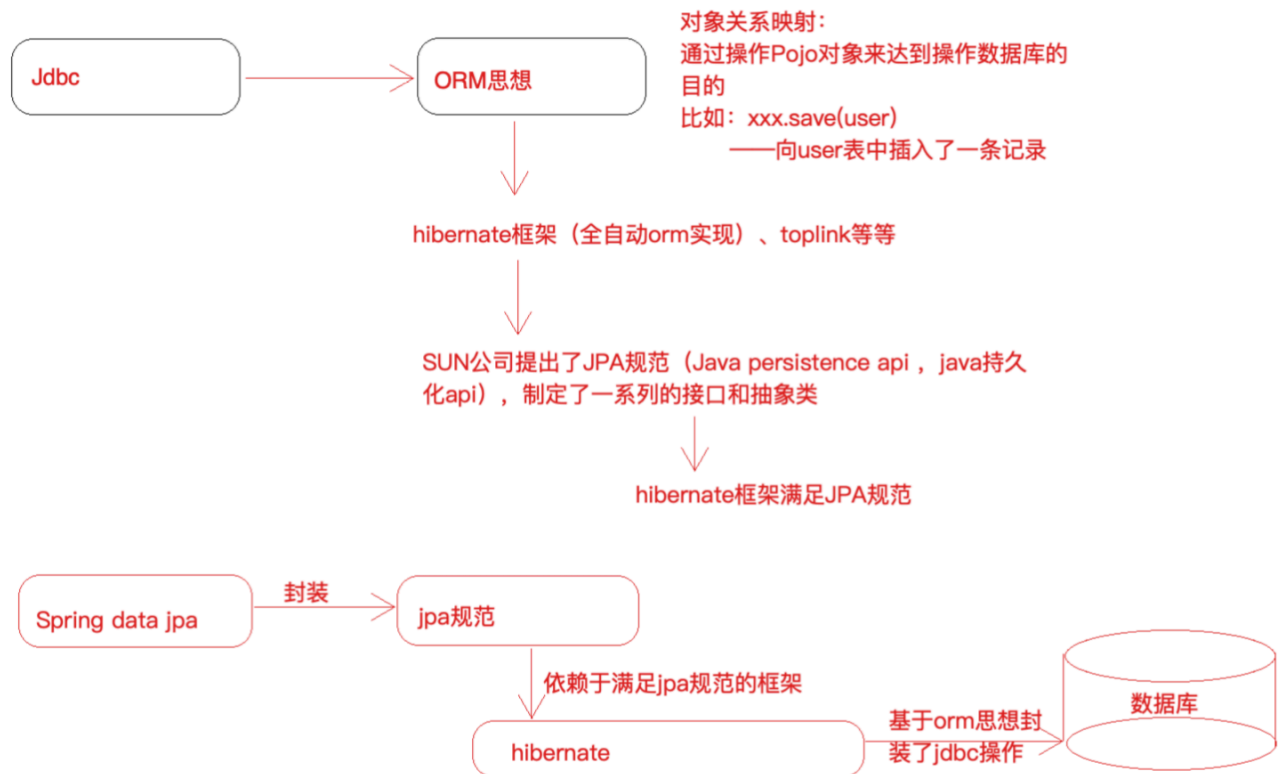 Jdbc
ORM思想
对象关系映射：
通过操作Pojo对象来达到操作数据库的
目的
比如：xxx.save(user)
——向user表中插入了一条记录
hibernate框架（全自动orm实现）、toplink等等
SUN公司提出了JPA规范（Java persistence api ，java持久
化api），制定了一系列的接口和抽象类
hibernate框架满足JPA规范
Spring data jpa
封装
jpa规范
依赖于满足jpa规范的框架
hibernate
基于orm思想封
装了jdbc操作
数据库